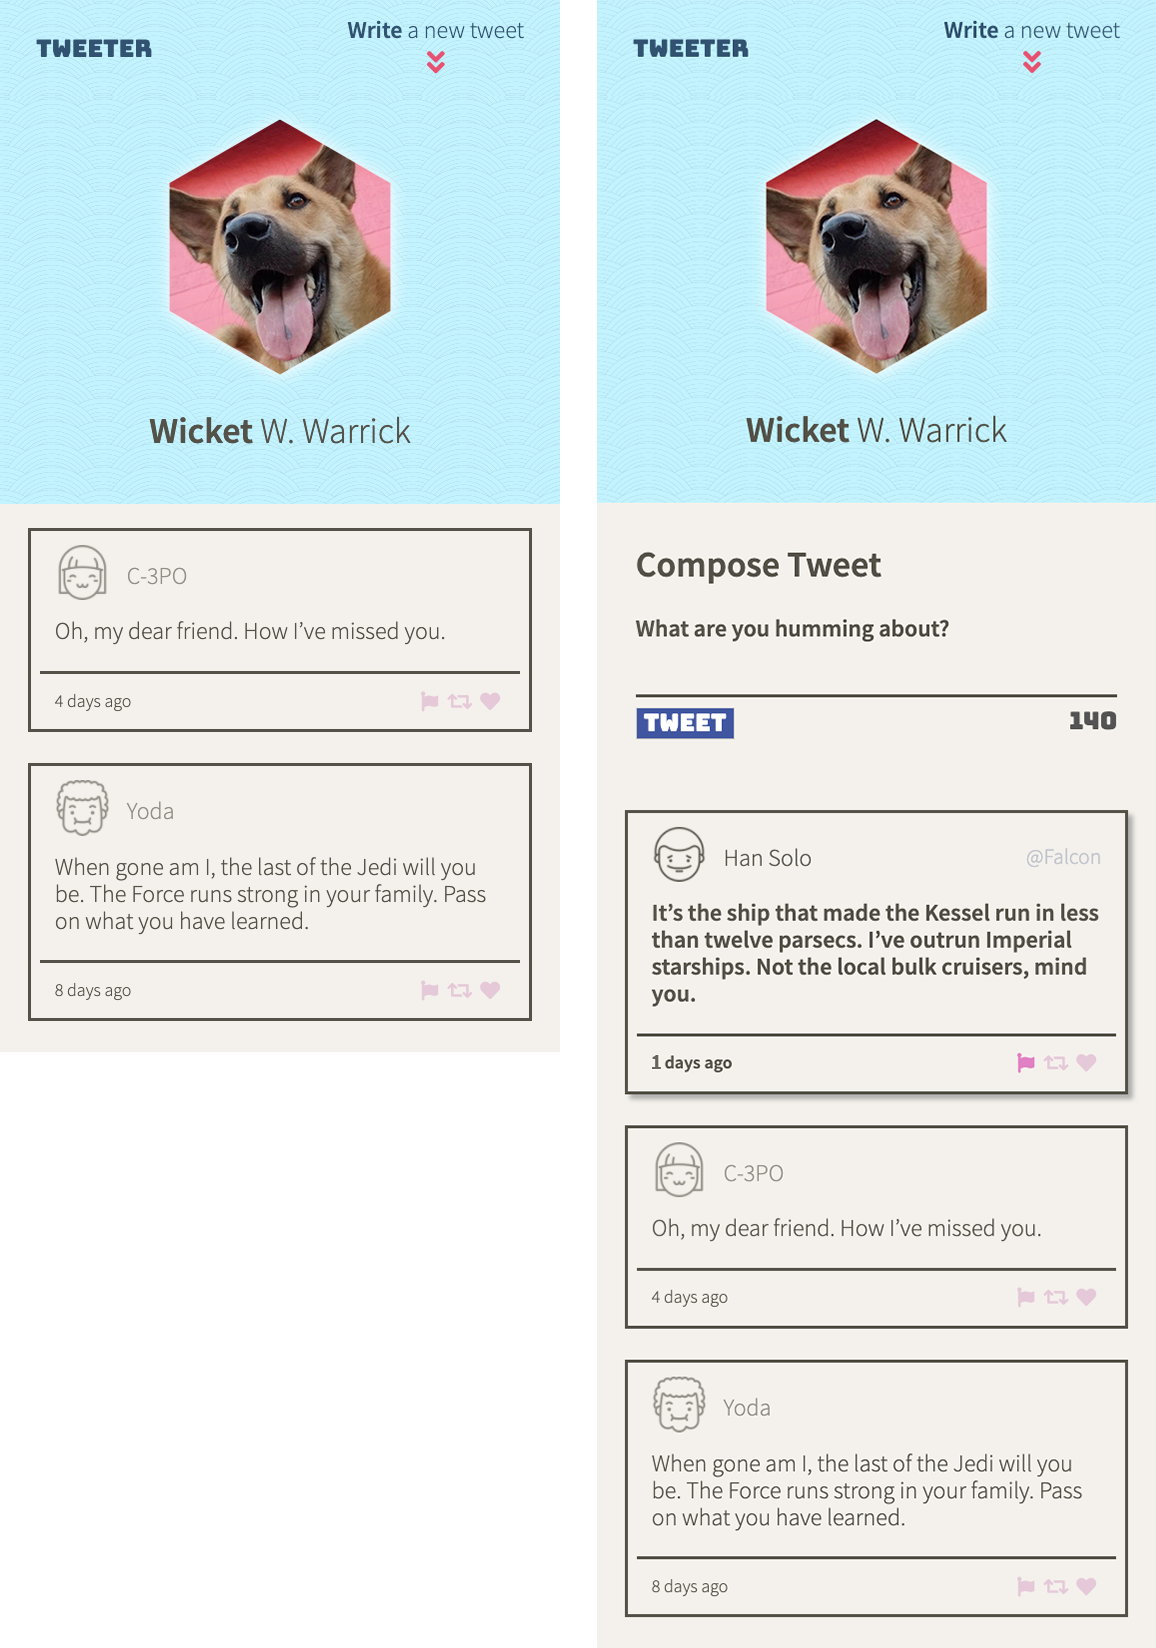 TWEETER
Write a new tweet
Wicket W. Warrick
C-3PO
Oh, my dear friend. How I’ve missed you.
4 days ago
Yoda
When gone am I, the last of the Jedi will you
be. The Force runs strong in your family. Pass
on what you have learned.
8 days ago
TWEETER
Write a new tweet
Wicket W. Warrick
Compose Tweet
What are you humming about?
TWEET
140
Han Solo
@Falcon
It’s the ship that made the Kessel run in less
than twelve parsecs. I’ve outrun Imperial
starships. Not the local bulk cruisers, mind
you.
1 days ago
C-3PO
Oh, my dear friend. How I’ve missed you.
4 days ago
Yoda
When gone am I, the last of the Jedi will you
be. The Force runs strong in your family. Pass
on what you have learned.
8 days ago